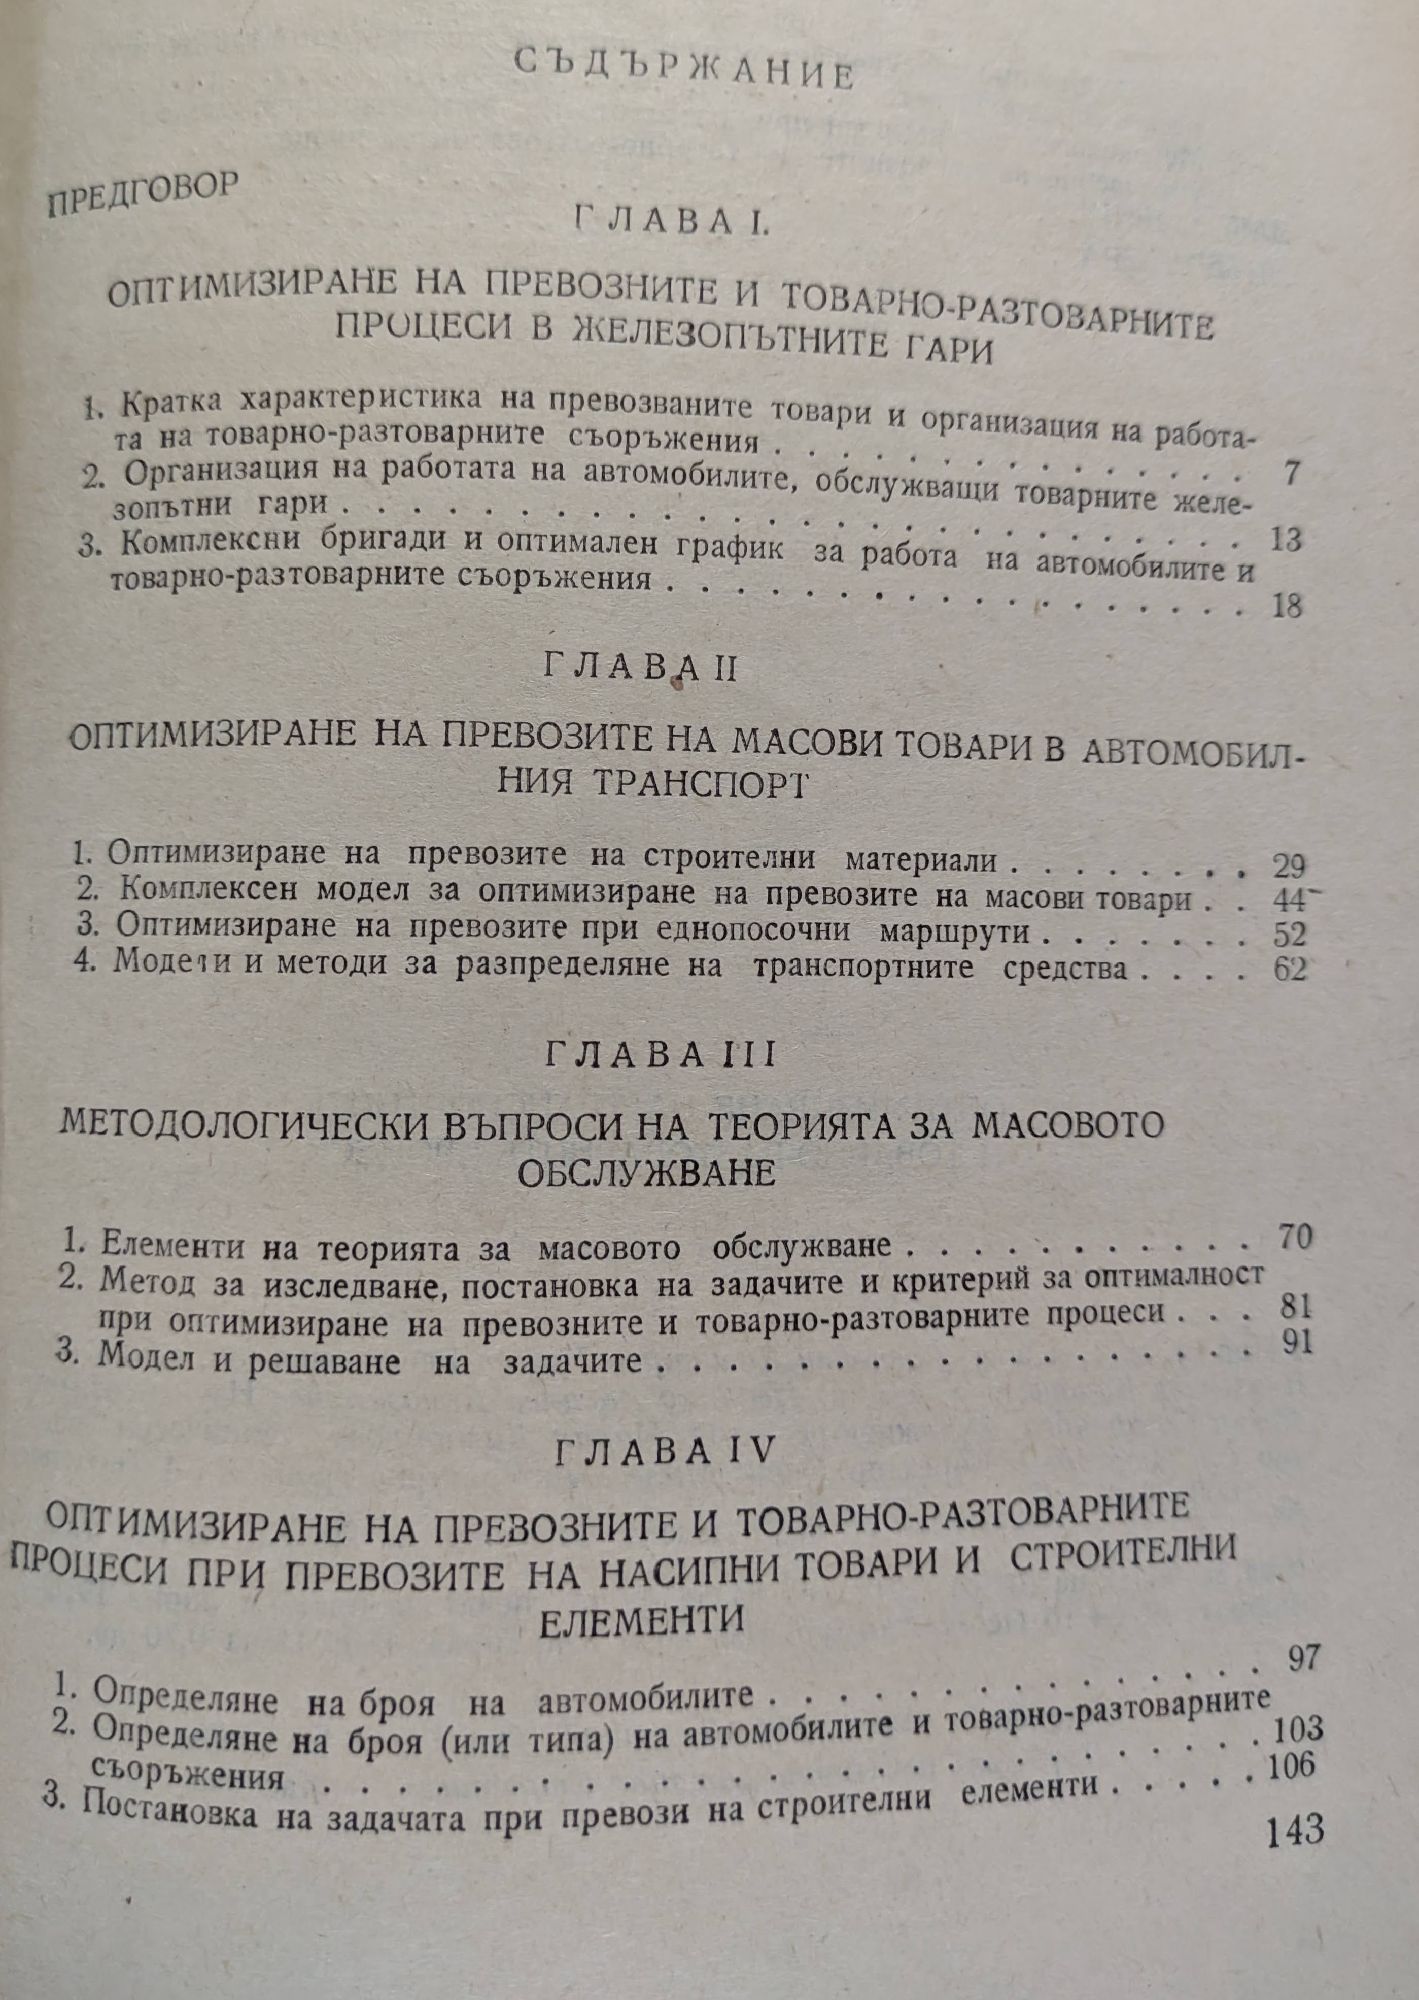 СЪДЪРЖАНИЕ
ПРЕДГОВОР
ГЛАВА I.
ОПТИМИЗИРАНЕ НА ПРЕВОЗНИТЕ И ТОВАРНО-РАЗТОВАРНИТЕ
ПРОЦЕСИ В ЖЕЛЕЗОПЪТНИТЕ ГАРИ
1. Кратка характеристика на превозваните товари и организация на работа-
та на товарно-разтоварните съоръжения . . . . . . . . . . . . . . 7
2. Организация на работата на автомобилите, обслужващи товарните желе-
зопътни гари . . . . . . . . . . . . . . . . . . . . . . . . . . 13
3. Комплексни бригади и оптимален график за работа на автомобилите и
товарно-разтоварните съоръжения . . . . . . . . . . . . . . . . . 18
ГЛАВА II
ОПТИМИЗИРАНЕ НА ПРЕВОЗИТЕ НА МАСОВИ ТОВАРИ В АВТОМОБИЛ-
НИЯ ТРАНСПОРТ
1. Оптимизиране на превозите на строителни материали . . . . . . . . 29
2. Комплексен модел за оптимизиране на превозите на масови товари . . 44
3. Оптимизиране на превозите при еднопосочни маршрути . . . . . . . 52
4. Модели и методи за разпределяне на транспортните средства . . . . 62
ГЛАВА III
МЕТОДОЛОГИЧЕСКИ ВЪПРОСИ НА ТЕОРИЯТА ЗА МАСОВОТО
ОБСЛУЖВАНЕ
1. Елементи на теорията за масовото обслужване . . . . . . . . . . . 70
2. Метод за изследване, постановка на задачите и критерий за оптималност
при оптимизиране на превозните и товарно-разтоварните процеси . . . 81
3. Модел и решаване на задачите . . . . . . . . . . . . . . . . . . 91
ГЛАВА IV
ОПТИМИЗИРАНЕ НА ПРЕВОЗНИТЕ И ТОВАРНО-РАЗТОВАРНИТЕ
ПРОЦЕСИ ПРИ ПРЕВОЗИТЕ НА НАСИПНИ ТОВАРИ И СТРОИТЕЛНИ
ЕЛЕМЕНТИ
1. Определяне на броя на автомобилите . . . . . . . . . . . . . . . 97
2. Определяне на броя (или типа) на автомобилите и товарно-разтоварните
съоръжения . . . . . . . . . . . . . . . . . . . . . . . . . . . 103
3. Постановка на задачата при превози на строителни елементи . . . . . 106
143